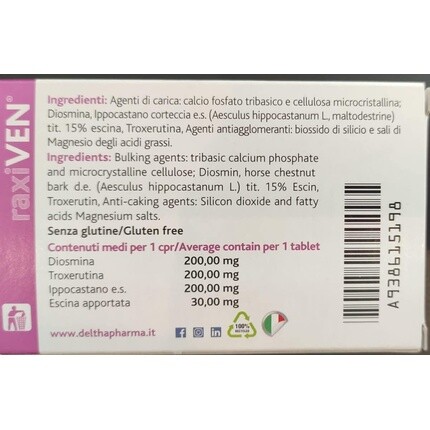 raxiVEN®
Ingredienti: Agenti di carica: calcio fosfato tribasico e cellulosa microcristallina;
Diosmina, Ippocastano corteccia e.s. (Aesculus hippocastanum L., maltodestrine)
tit. 15% escina, Troxerutina, Agenti antiagglomeranti: biossido di silicio e sali di
Magnesio degli acidi grassi.
Ingredients: Bulking agents: tribasic calcium phosphate
and microcrystalline cellulose; Diosmin, horse chestnut
bark d.e. (Aesculus hippocastanum L.) tit. 15% Escin,
Troxerutin, Anti-caking agents: Silicon dioxide and fatty
acids Magnesium salts.
Senza glutine/Gluten free
Contenuti medi per 1 cpr/Average contain per 1 tablet
Diosmina 200,00 mg
Troxerutina 200,00 mg
Ippocastano e.s. 200,00 mg
Escina apportata 30,00 mg
www.delthapharma.it
100%
RECYCLED
A938615198